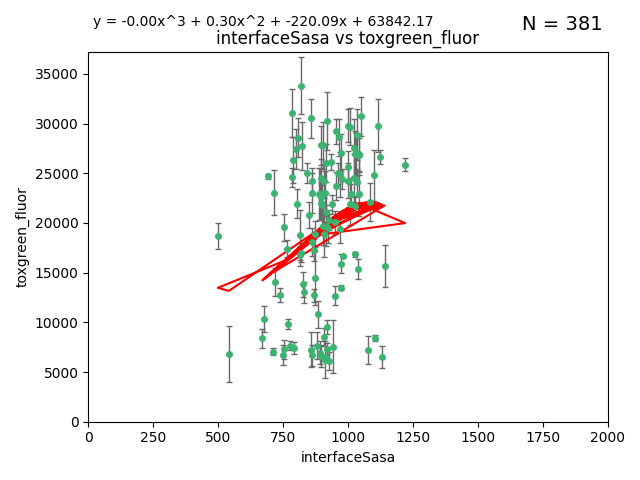 y = -0.00x^3 + 0.30x^2 + -220.09x + 63842.17
N = 381
interfaceSasa vs toxgreen_fluor
35000
30000
25000
20000
15000
10000
5000
0
toxgreen_fluor
0 250 500 750 1000 1250 1500 1750 2000
interfaceSasa